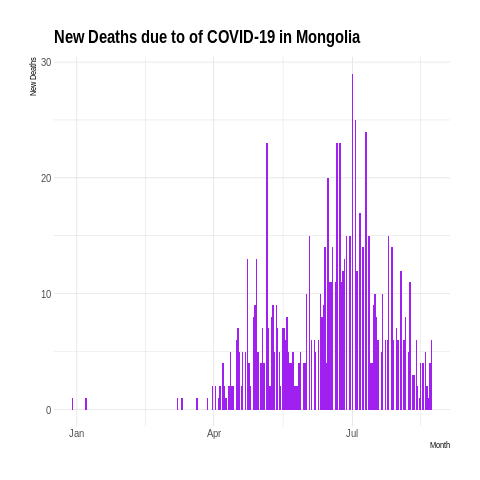 New Deaths due to of COVID-19 in Mongolia
New Deaths
30
20
10
0
Jan
Apr
Jul
Month